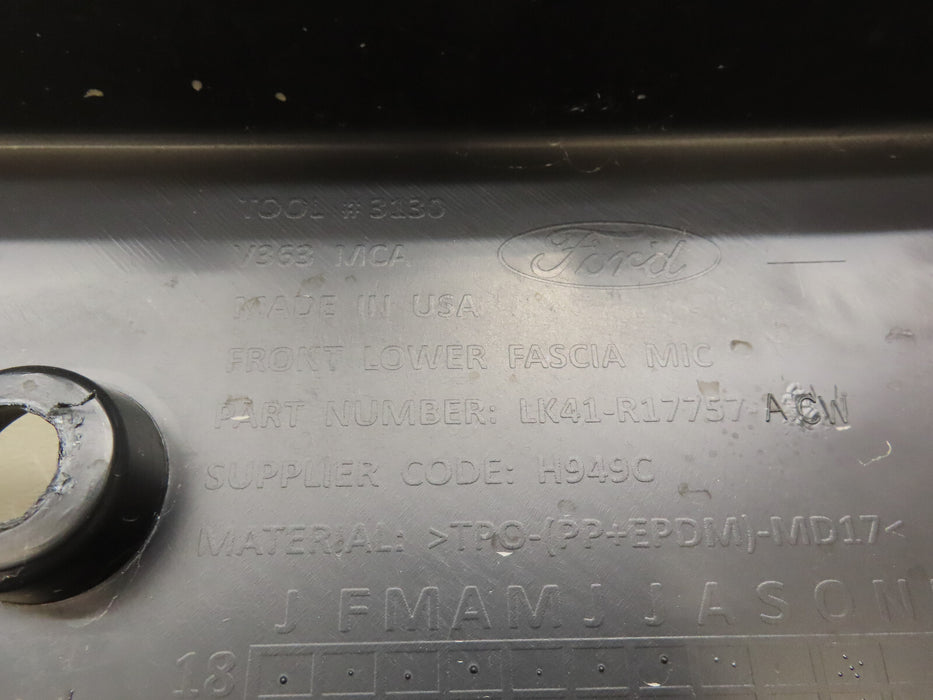 TOOL # 3130
V363 MCA
Ford
MADE IN USA
FRONT LOWER FASCIA MIC
PART NUMBER: LK41-R17757-ACW
SUPPLIER CODE: H949C
MATERIAL: >TPO-(PP+EPDM)-MD17<
J F M A M J J A S O N
18